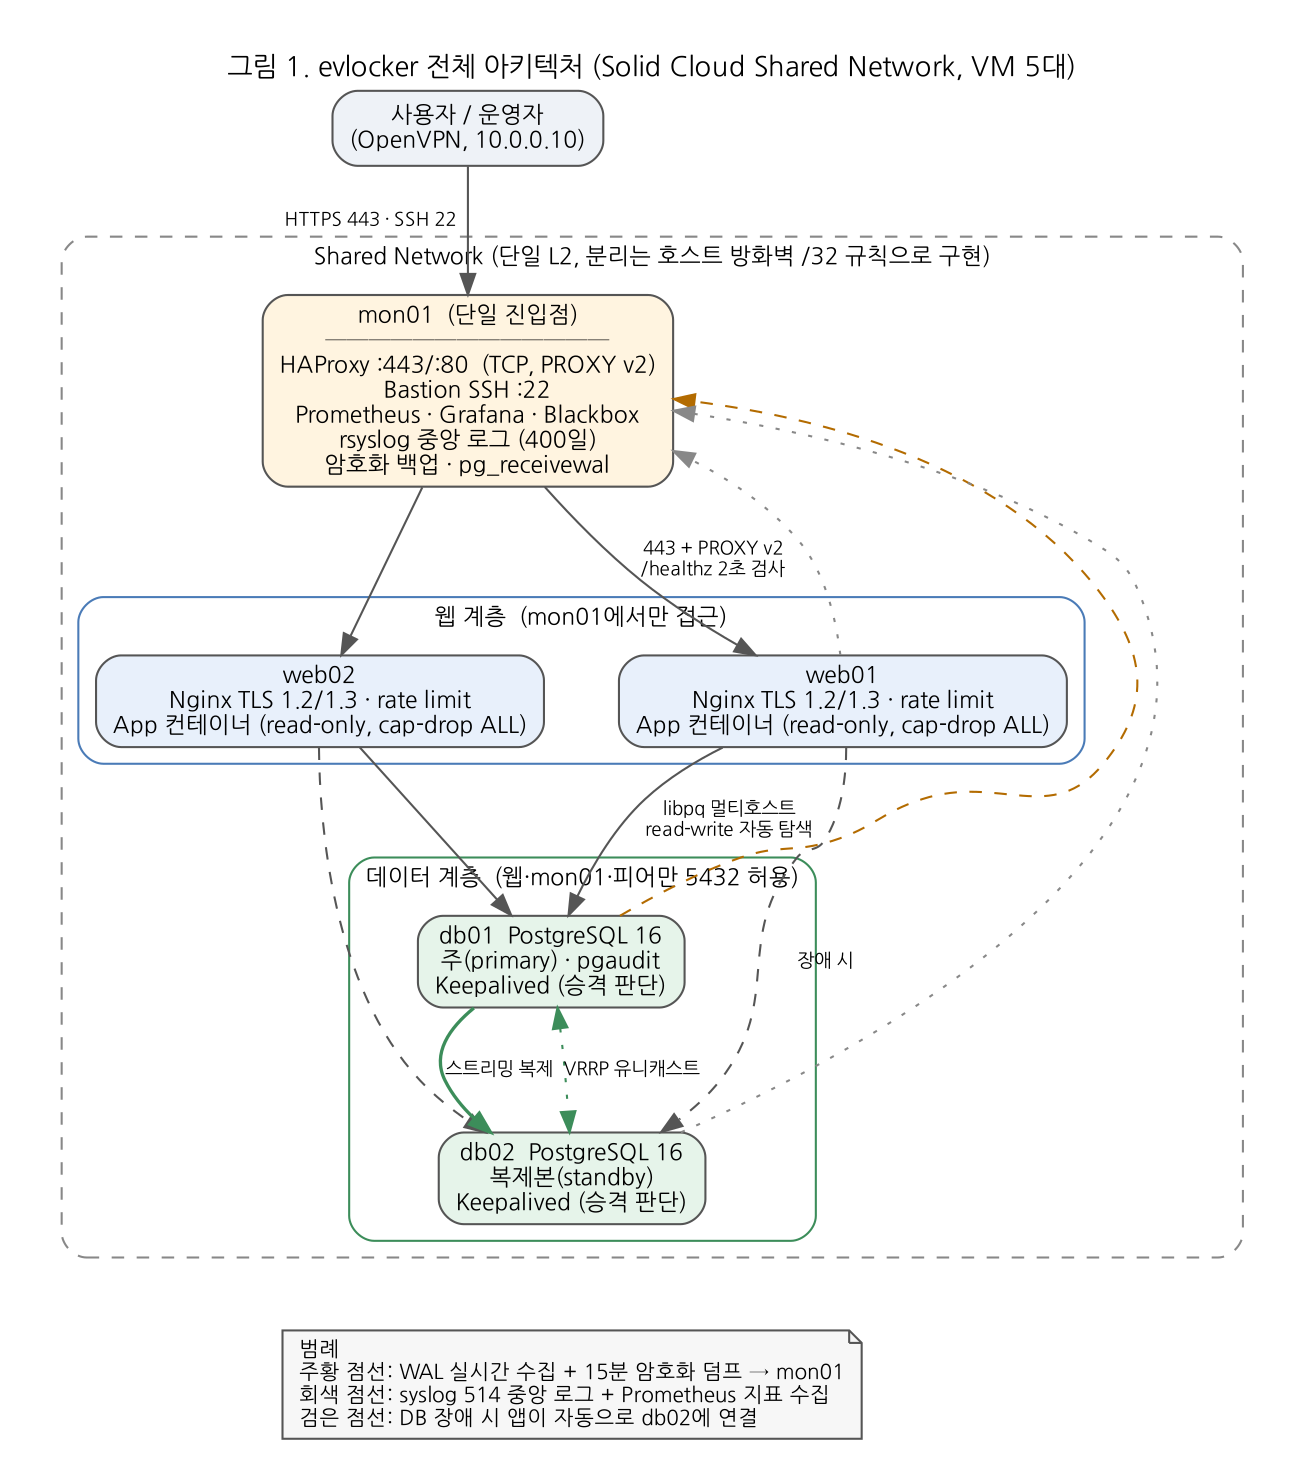 그림 1. evlocker 전체 아키텍처 (Solid Cloud Shared Network, VM 5대)
사용자 / 운영자
(OpenVPN, 10.0.0.10)
HTTPS 443 · SSH 22
Shared Network (단일 L2, 분리는 호스트 방화벽 /32 규칙으로 구현)
mon01  (단일 진입점)
HAProxy :443/:80  (TCP, PROXY v2)
Bastion SSH :22
Prometheus · Grafana · Blackbox
rsyslog 중앙 로그 (400일)
암호화 백업 · pg_receivewal
443 + PROXY v2
/healthz 2초 검사
웹 계층  (mon01에서만 접근)
web02
Nginx TLS 1.2/1.3 · rate limit
App 컨테이너 (read-only, cap-drop ALL)
web01
Nginx TLS 1.2/1.3 · rate limit
App 컨테이너 (read-only, cap-drop ALL)
libpq 멀티호스트
read-write 자동 탐색
데이터 계층  (웹·mon01·피어만 5432 허용)
db01  PostgreSQL 16
주(primary) · pgaudit
Keepalived (승격 판단)
장애 시
스트리밍 복제
VRRP 유니캐스트
db02  PostgreSQL 16
복제본(standby)
Keepalived (승격 판단)
범례
주황 점선: WAL 실시간 수집 + 15분 암호화 덤프 → mon01
회색 점선: syslog 514 중앙 로그 + Prometheus 지표 수집
검은 점선: DB 장애 시 앱이 자동으로 db02에 연결